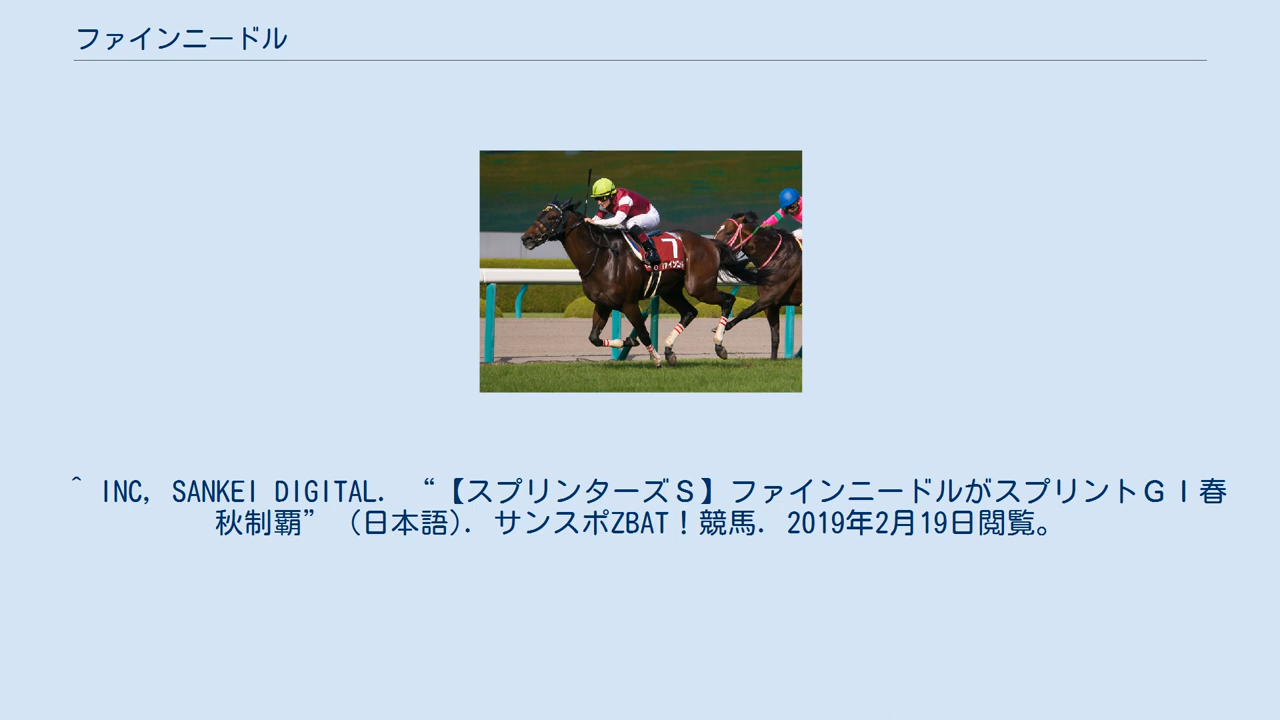 ファインニードル
7
^ INC, SANKEI DIGITAL. “【スプリンターズＳ】ファインニードルがスプリントＧＩ春
秋制覇” (日本語). サンスポZBAT！競馬. 2019年2月19日閲覧。